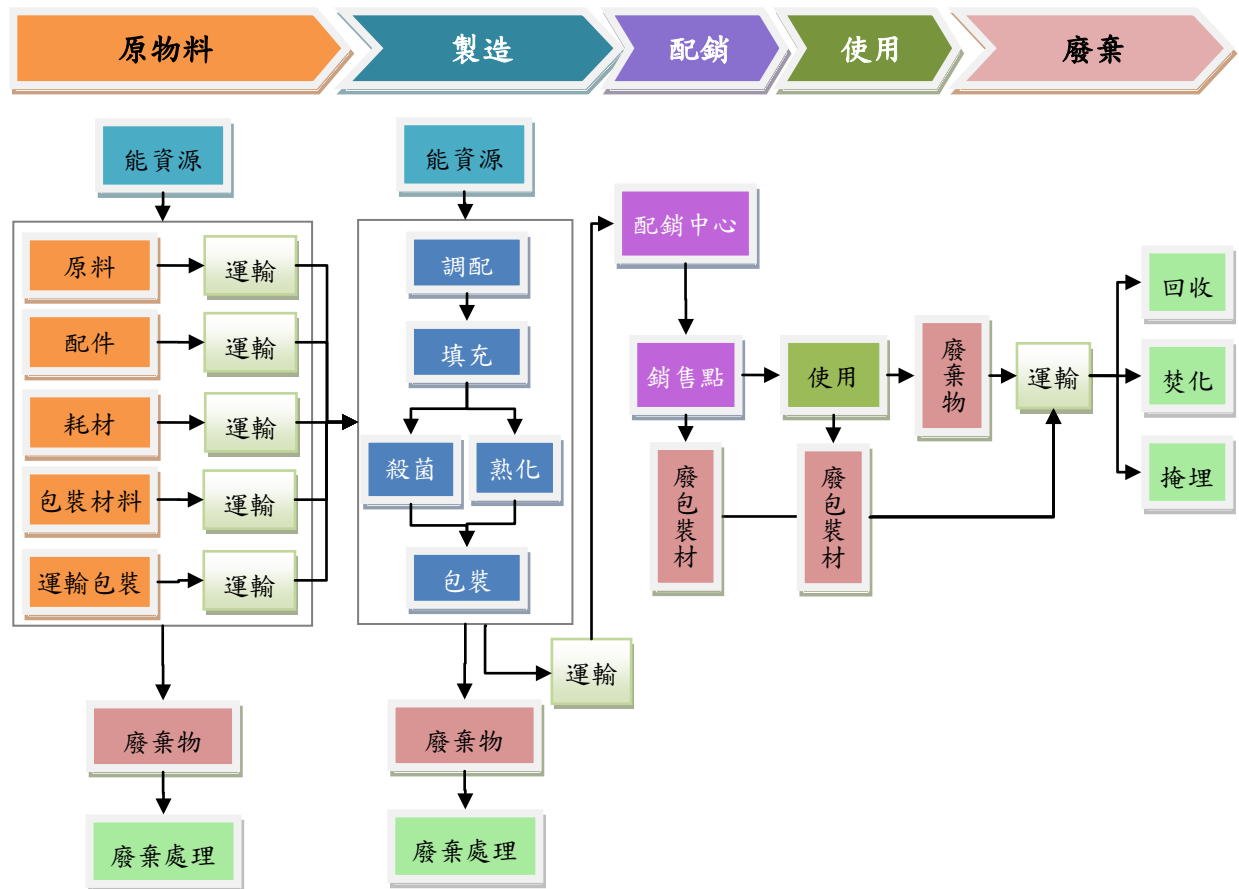 原物料
製造
配銷
使用
廢棄
能資源
原料
運輸
配件
運輸
耗材
運輸
包裝材料
運輸
運輸包裝
運輸
廢棄物
廢棄處理
能資源
調配
填充
殺菌
熟化
包裝
廢棄物
廢棄處理
運輸
配銷中心
銷售點
廢包裝材
使用
廢包裝材
廢棄物
運輸
回收
焚化
掩埋